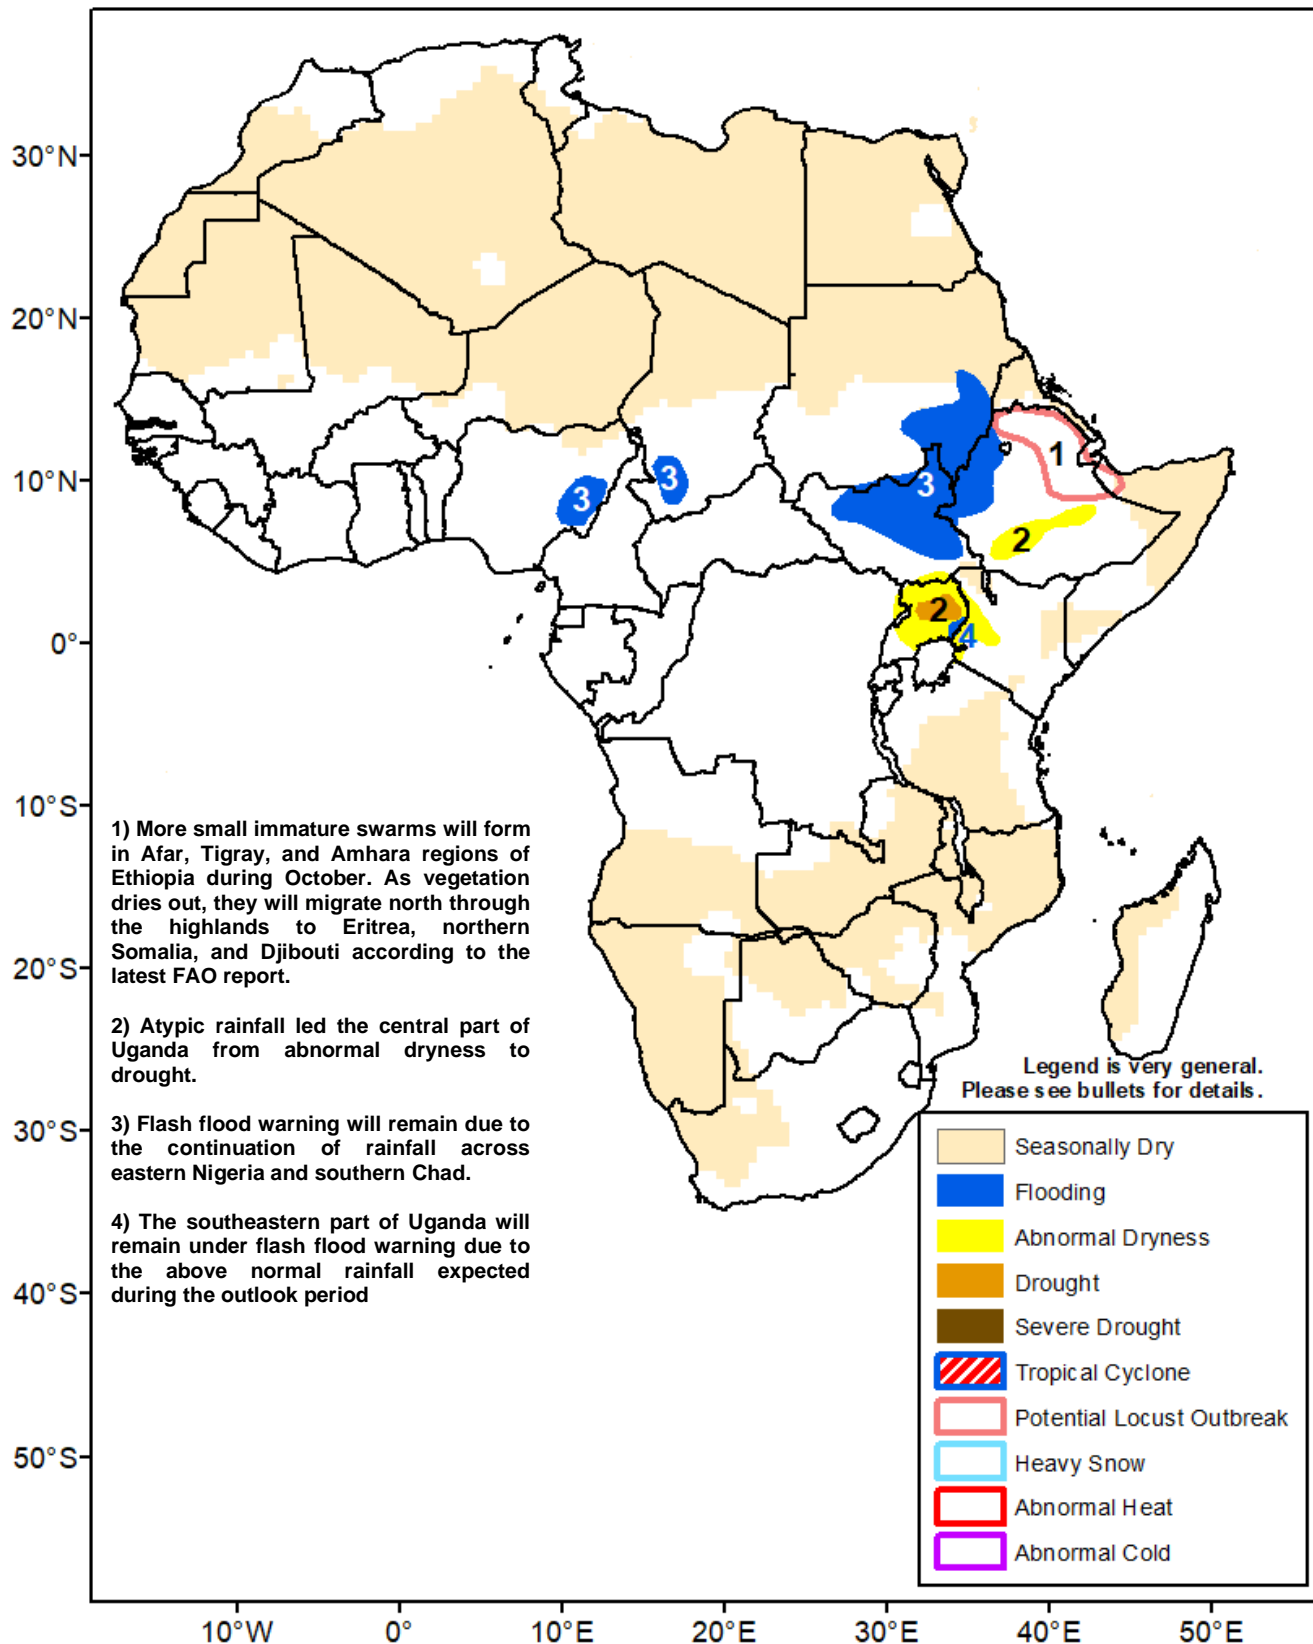 30°N
20°N
10°N
0°
10°S
20°S
30°S
40°S
50°S
1
2
3
3
3
2
4
1) More small immature swarms will form
in Afar, Tigray, and Amhara regions of
Ethiopia during October. As vegetation
dries out, they will migrate north through
the highlands to Eritrea, northern
Somalia, and Djibouti according to the
latest FAO report.
2) Atypic rainfall led the central part of
Uganda from abnormal dryness to
drought.
3) Flash flood warning will remain due to
the continuation of rainfall across
eastern Nigeria and southern Chad.
4) The southeastern part of Uganda will
remain under flash flood warning due to
the above normal rainfall expected
during the outlook period
Legend is very general.
Please see bullets for details.
Seasonally Dry
Flooding
Abnormal Dryness
Drought
Severe Drought
Tropical Cyclone
Potential Locust Outbreak
Heavy Snow
Abnormal Heat
Abnormal Cold
10°W
0°
10°E
20°E
30°E
40°E
50°E